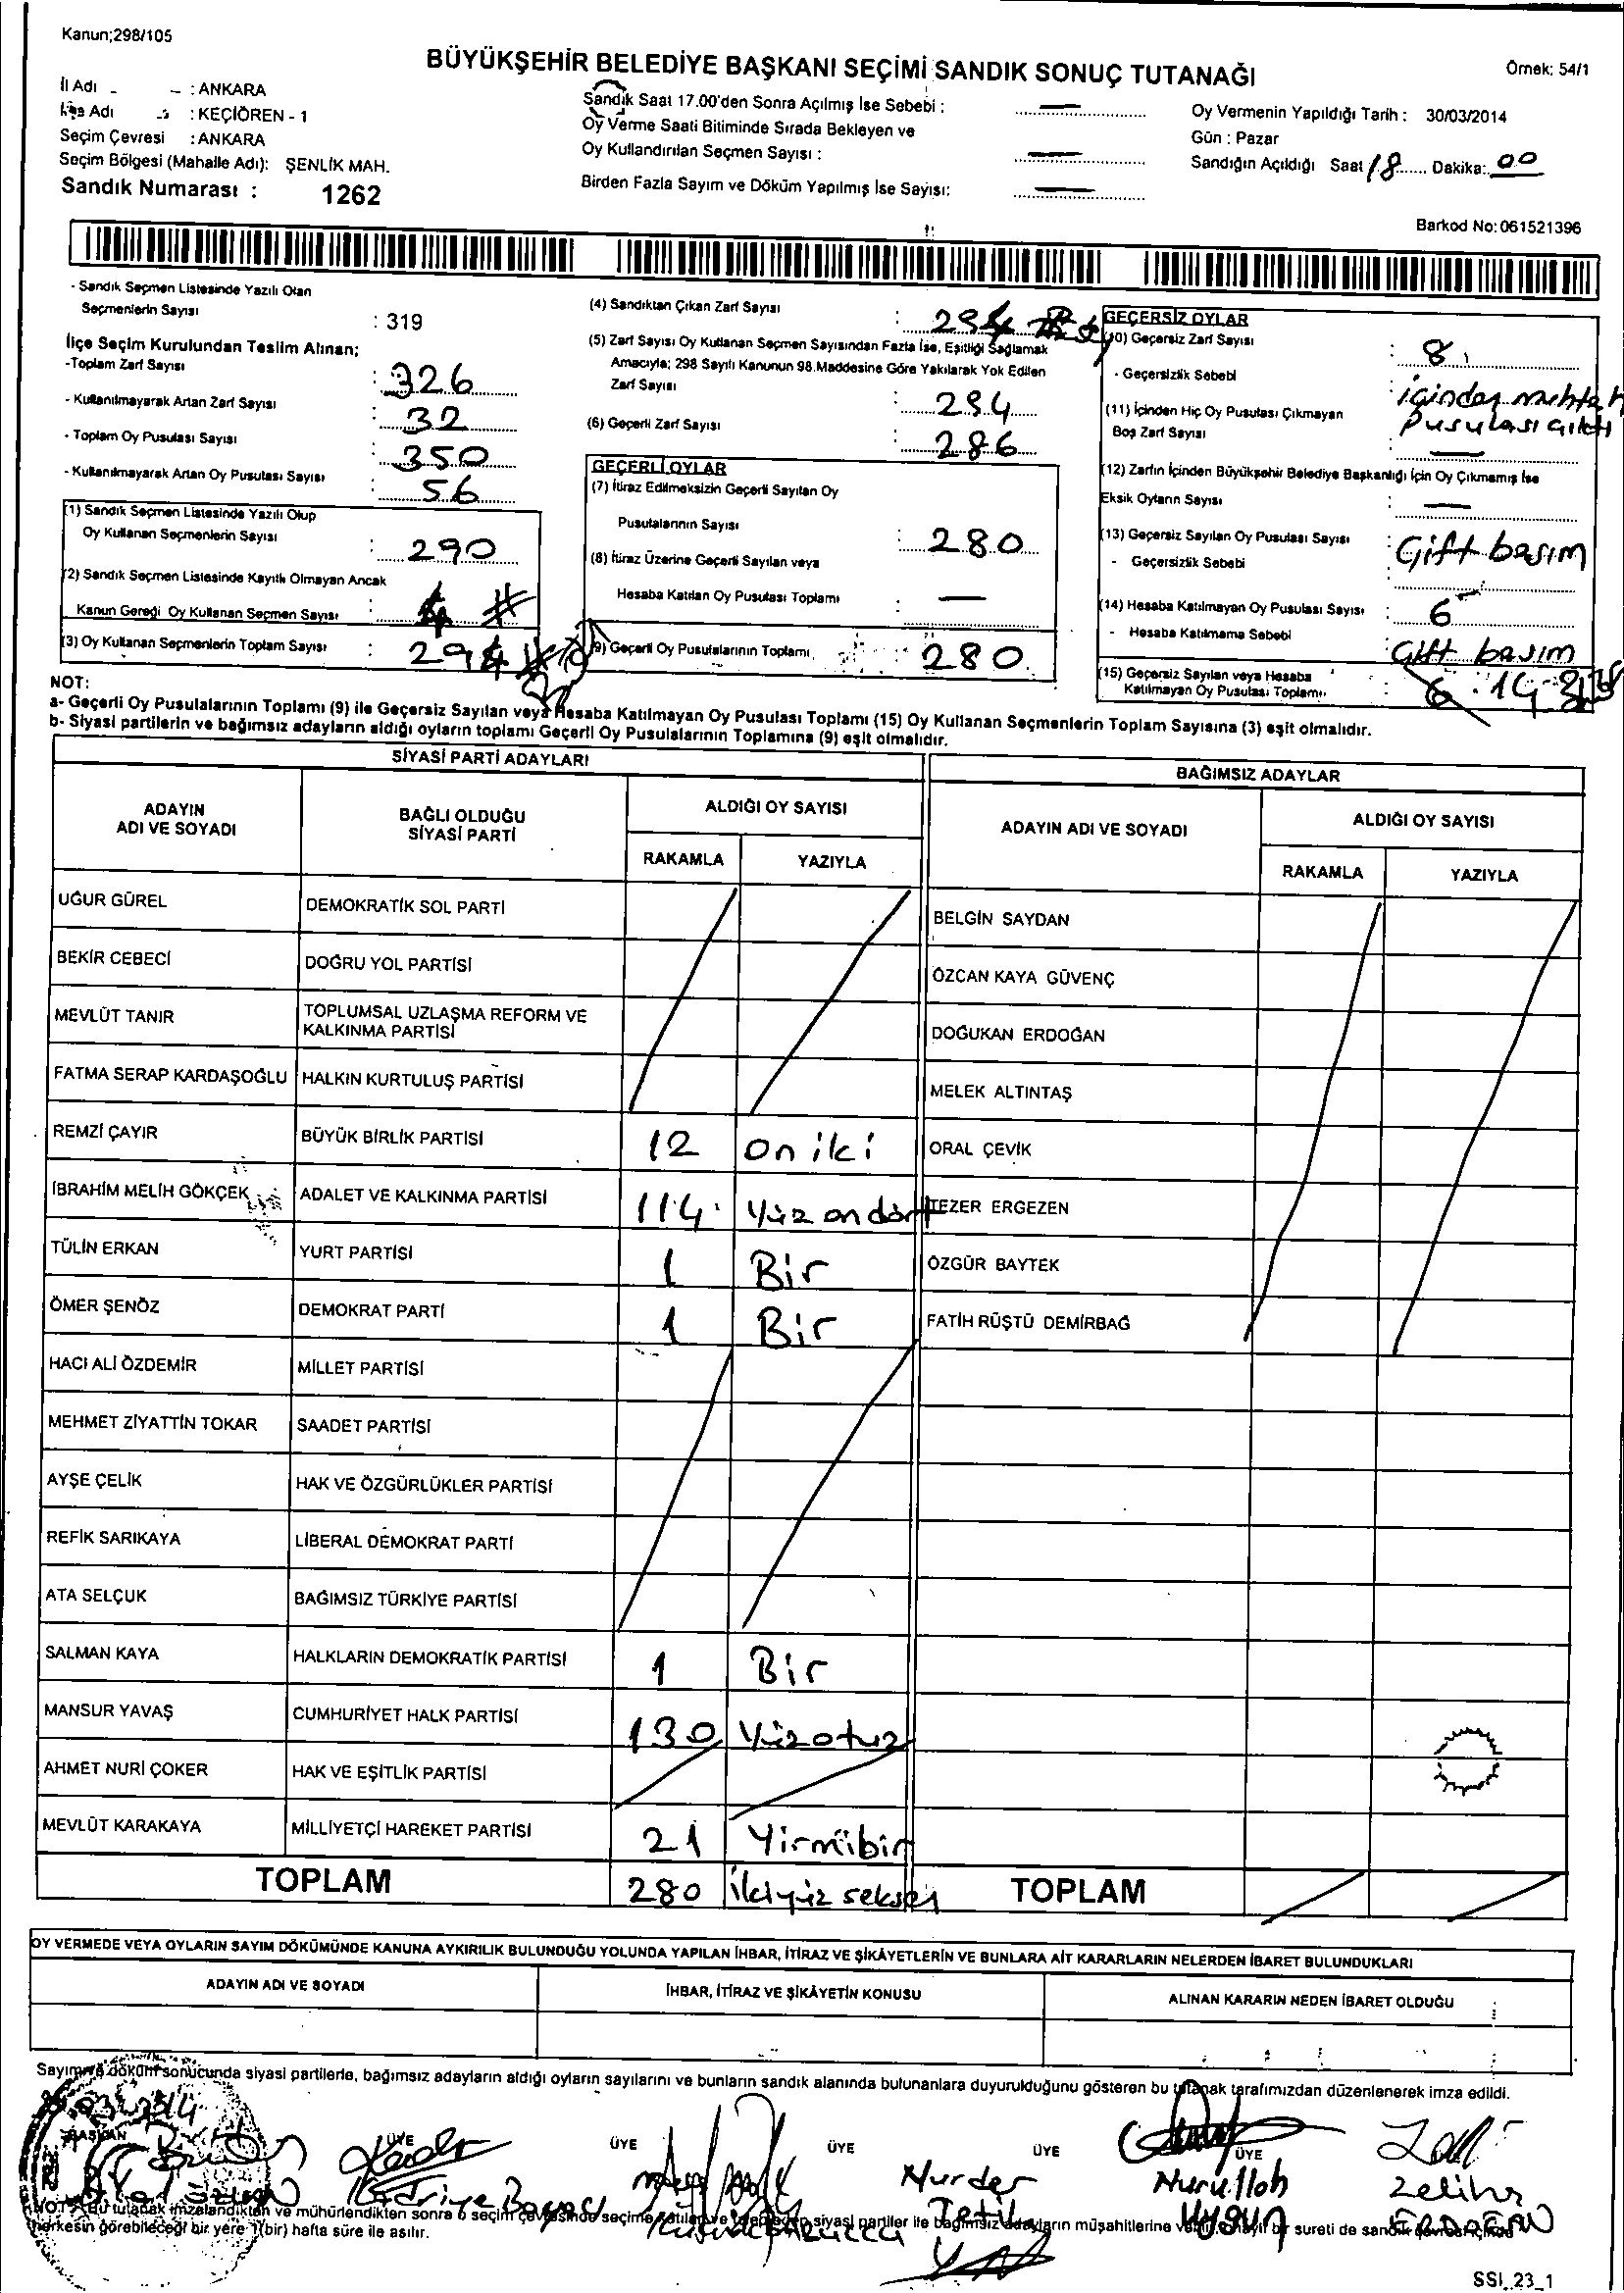 Kanun;298/105
BÜYÜKŞEHİR BELEDİYE BAŞKANI SEÇİMİ SANDIK SONUÇ TUTANAĞI
Örnek: 54/1
İl Adı : ANKARA
Adı : KEÇİÖREN - 1
Seçim Çevresi : ANKARA
Seçim Bölgesi (Mahalle Adı): ŞENLİK MAH.
Sandık Numarası : 1262
Sandık Saat 17.00'den Sonra Açılmış İse Sebebi :
Oy Verme Saati Bitiminde Sırada Bekleyen ve
Oy Kullandırılan Seçmen Sayısı :
Birden Fazla Sayım ve Döküm Yapılmış İse Sayısı:
Oy Vermenin Yapıldığı Tarih : 30/03/2014
Gün : Pazar
Sandığın Açıldığı Saat 18 Dakika: 00
Barkod No: 061521396
- Sandık Seçmen Listesinde Yazılı Olan
Seçmenlerin Sayısı : 319
İlçe Seçim Kurulundan Teslim Alınan;
-Toplam Zarf Sayısı : 326
- Kullanılmayarak Artan Zarf Sayısı : 32
- Toplam Oy Pusulası Sayısı : 350
- Kullanılmayarak Artan Oy Pusulası Sayısı : 56
(1) Sandık Seçmen Listesinde Yazılı Olup
Oy Kullanan Seçmenlerin Sayısı : 290
(2) Sandık Seçmen Listesinde Kayıtlı Olmayan Ancak
Kanun Gereği Oy Kullanan Seçmen Sayısı : 4
(3) Oy Kullanan Seçmenlerin Toplam Sayısı : 294
(4) Sandıktan Çıkan Zarf Sayısı : 294
(5) Zarf Sayısı Oy Kullanan Seçmen Sayısından Fazla İse, Eşitliği Sağlamak
Amacıyla; 298 Sayılı Kanunun 98.Maddesine Göre Yakılarak Yok Edilen
Zarf Sayısı : 294
(6) Geçerli Zarf Sayısı : 286
GEÇERLİ OYLAR
(7) İtiraz Edilmeksizin Geçerli Sayılan Oy
Pusulalarının Sayısı : 280
(8) İtiraz Üzerine Geçerli Sayılan veya
Hesaba Katılan Oy Pusulası Toplamı : —
(9) Geçerli Oy Pusulalarının Toplamı : 280
GEÇERSİZ OYLAR
(10) Geçersiz Zarf Sayısı : 8
- Geçersizlik Sebebi : içinden muhtar
pusulası çıktı
(11) İçinden Hiç Oy Pusulası Çıkmayan
Boş Zarf Sayısı : —
(12) Zarfın İçinden Büyükşehir Belediye Başkanlığı İçin Oy Çıkmamış İse
Eksik Oyların Sayısı : —
(13) Geçersiz Sayılan Oy Pusulası Sayısı : Çift basım
- Geçersizlik Sebebi
(14) Hesaba Katılmayan Oy Pusulası Sayısı : 6
- Hesaba Katılmama Sebebi : Çift basım
(15) Geçersiz Sayılan veya Hesaba
Katılmayan Oy Pusulası Toplamı : 6 14
NOT:
a- Geçerli Oy Pusulalarının Toplamı (9) ile Geçersiz Sayılan veya Hesaba Katılmayan Oy Pusulası Toplamı (15) Oy Kullanan Seçmenlerin Toplam Sayısına (3) eşit olmalıdır.
b- Siyasi partilerin ve bağımsız adayların aldığı oyların toplamı Geçerli Oy Pusulalarının Toplamına (9) eşit olmalıdır.
SİYASİ PARTİ ADAYLARI
BAĞIMSIZ ADAYLAR
ADAYIN
ADI VE SOYADI
BAĞLI OLDUĞU
SİYASİ PARTİ
ALDIĞI OY SAYISI
RAKAMLA YAZIYLA
ADAYIN ADI VE SOYADI
ALDIĞI OY SAYISI
RAKAMLA YAZIYLA
UĞUR GÜREL DEMOKRATİK SOL PARTİ
BEKİR CEBECİ DOĞRU YOL PARTİSİ
MEVLÜT TANIR TOPLUMSAL UZLAŞMA REFORM VE
KALKINMA PARTİSİ
FATMA SERAP KARDAŞOĞLU HALKIN KURTULUŞ PARTİSİ
REMZİ ÇAYIR BÜYÜK BİRLİK PARTİSİ 12 on iki
İBRAHİM MELİH GÖKÇEK ADALET VE KALKINMA PARTİSİ 114 Yüz on dört
TÜLİN ERKAN YURT PARTİSİ 1 Bir
ÖMER ŞENÖZ DEMOKRAT PARTİ 1 Bir
HACI ALİ ÖZDEMİR MİLLET PARTİSİ
MEHMET ZİYATTİN TOKAR SAADET PARTİSİ
AYŞE ÇELİK HAK VE ÖZGÜRLÜKLER PARTİSİ
REFİK SARIKAYA LİBERAL DEMOKRAT PARTİ
ATA SELÇUK BAĞIMSIZ TÜRKİYE PARTİSİ
SALMAN KAYA HALKLARIN DEMOKRATİK PARTİSİ 1 Bir
MANSUR YAVAŞ CUMHURİYET HALK PARTİSİ 130 Yüzotuz
AHMET NURİ ÇOKER HAK VE EŞİTLİK PARTİSİ
MEVLÜT KARAKAYA MİLLİYETÇİ HAREKET PARTİSİ 21 Yirmibir
TOPLAM 280 ikiyüz seksen
BELGİN SAYDAN
ÖZCAN KAYA GÜVENÇ
DOĞUKAN ERDOĞAN
MELEK ALTINTAŞ
ORAL ÇEVİK
TEZER ERGEZEN
ÖZGÜR BAYTEK
FATİH RÜŞTÜ DEMİRBAĞ
TOPLAM
OY VERMEDE VEYA OYLARIN SAYIM DÖKÜMÜNDE KANUNA AYKIRILIK BULUNDUĞU YOLUNDA YAPILAN İHBAR, İTİRAZ VE ŞİKÂYETLERİN VE BUNLARA AİT KARARLARIN NELERDEN İBARET BULUNDUKLARI
ADAYIN ADI VE SOYADI İHBAR, İTİRAZ VE ŞİKÂYETİN KONUSU ALINAN KARARIN NEDEN İBARET OLDUĞU
Sayım ve döküm sonucunda siyasi partilerle, bağımsız adayların aldığı oyların sayılarını ve bunların sandık alanında bulunanlara duyurulduğunu gösteren bu tutanak tarafımızdan düzenlenerek imza edildi.
BAŞKAN ÜYE ÜYE ÜYE ÜYE ÜYE
Nurder Nurulloh Zeliha
Fetih Uygun ERDOĞAN
NOT: Bu tutanak imzalandıktan ve mühürlendikten sonra o seçim çevresinde seçime katılan ve siyasi partiler ile bağımsız adayların müşahitlerine bir sureti de sandık
herkesin görebileceği bir yere 1(bir) hafta süre ile asılır.
SSI_23_1